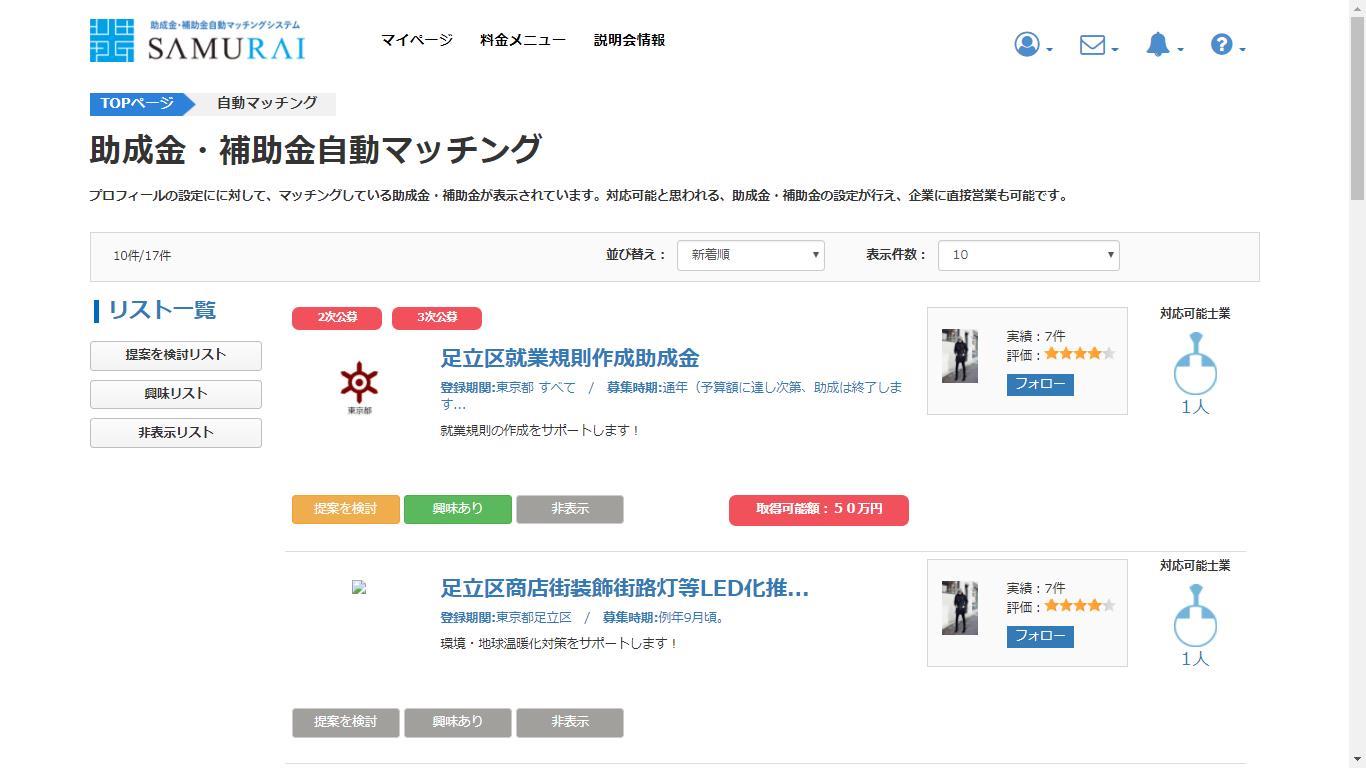 助成金・補助金自動マッチングシステム
SAMURAI
マイページ 料金メニュー 説明会情報
TOPページ 自動マッチング
助成金・補助金自動マッチング
プロフィールの設定にに対して、マッチングしている助成金・補助金が表示されています。対応可能と思われる、助成金・補助金の設定が行え、企業に直接営業も可能です。
10件/17件 並び替え： 新着順 表示件数： 10
リスト一覧
提案を検討リスト
興味リスト
非表示リスト
2次公募 3次公募
足立区就業規則作成助成金
登録期間:東京都 すべて / 募集時期:通年（予算額に達し次第、助成は終了しま
す...
就業規則の作成をサポートします！
東京都
実績：7件
評価：
フォロー
対応可能士業
1人
提案を検討 興味あり 非表示 取得可能額：５０万円
足立区商店街装飾街路灯等LED化推...
登録期間:東京都足立区 / 募集時期:例年9月頃。
環境・地球温暖化対策をサポートします！
実績：7件
評価：
フォロー
対応可能士業
1人
提案を検討 興味あり 非表示